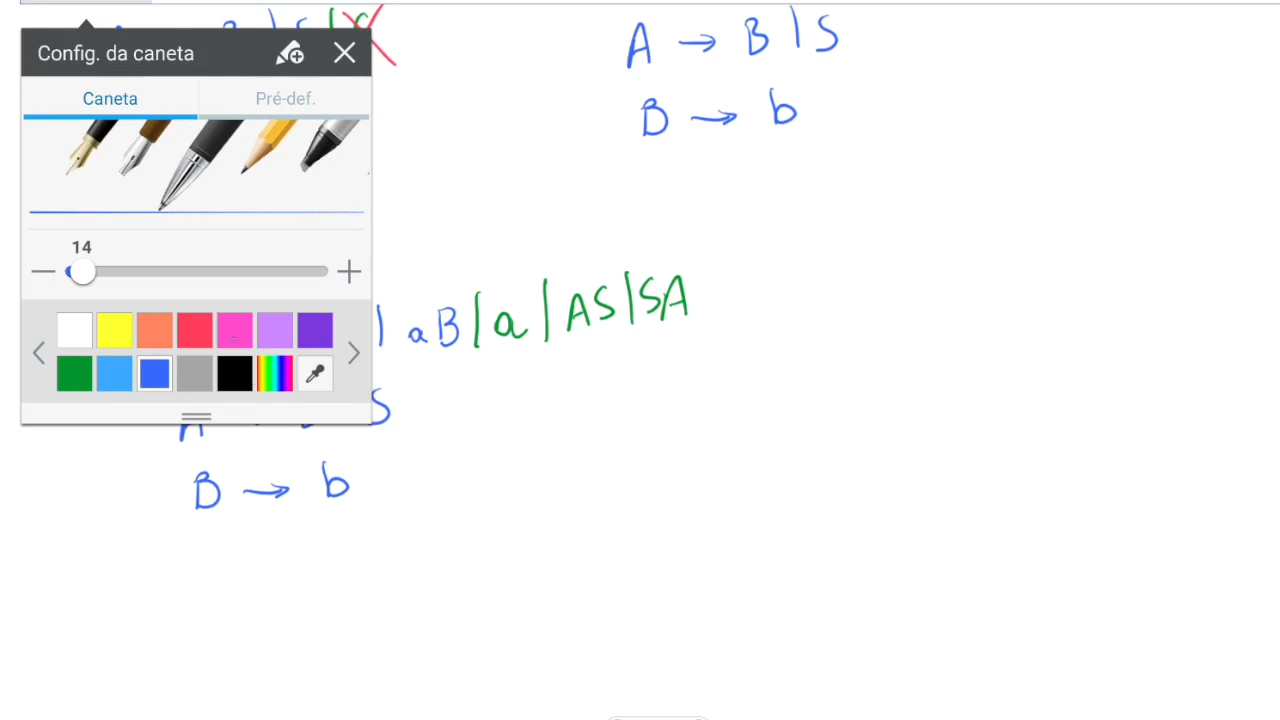 A → B | S
Config. da caneta
Caneta Pré-def.
B → b
14
| aB | a | AS | SA
S
B → b